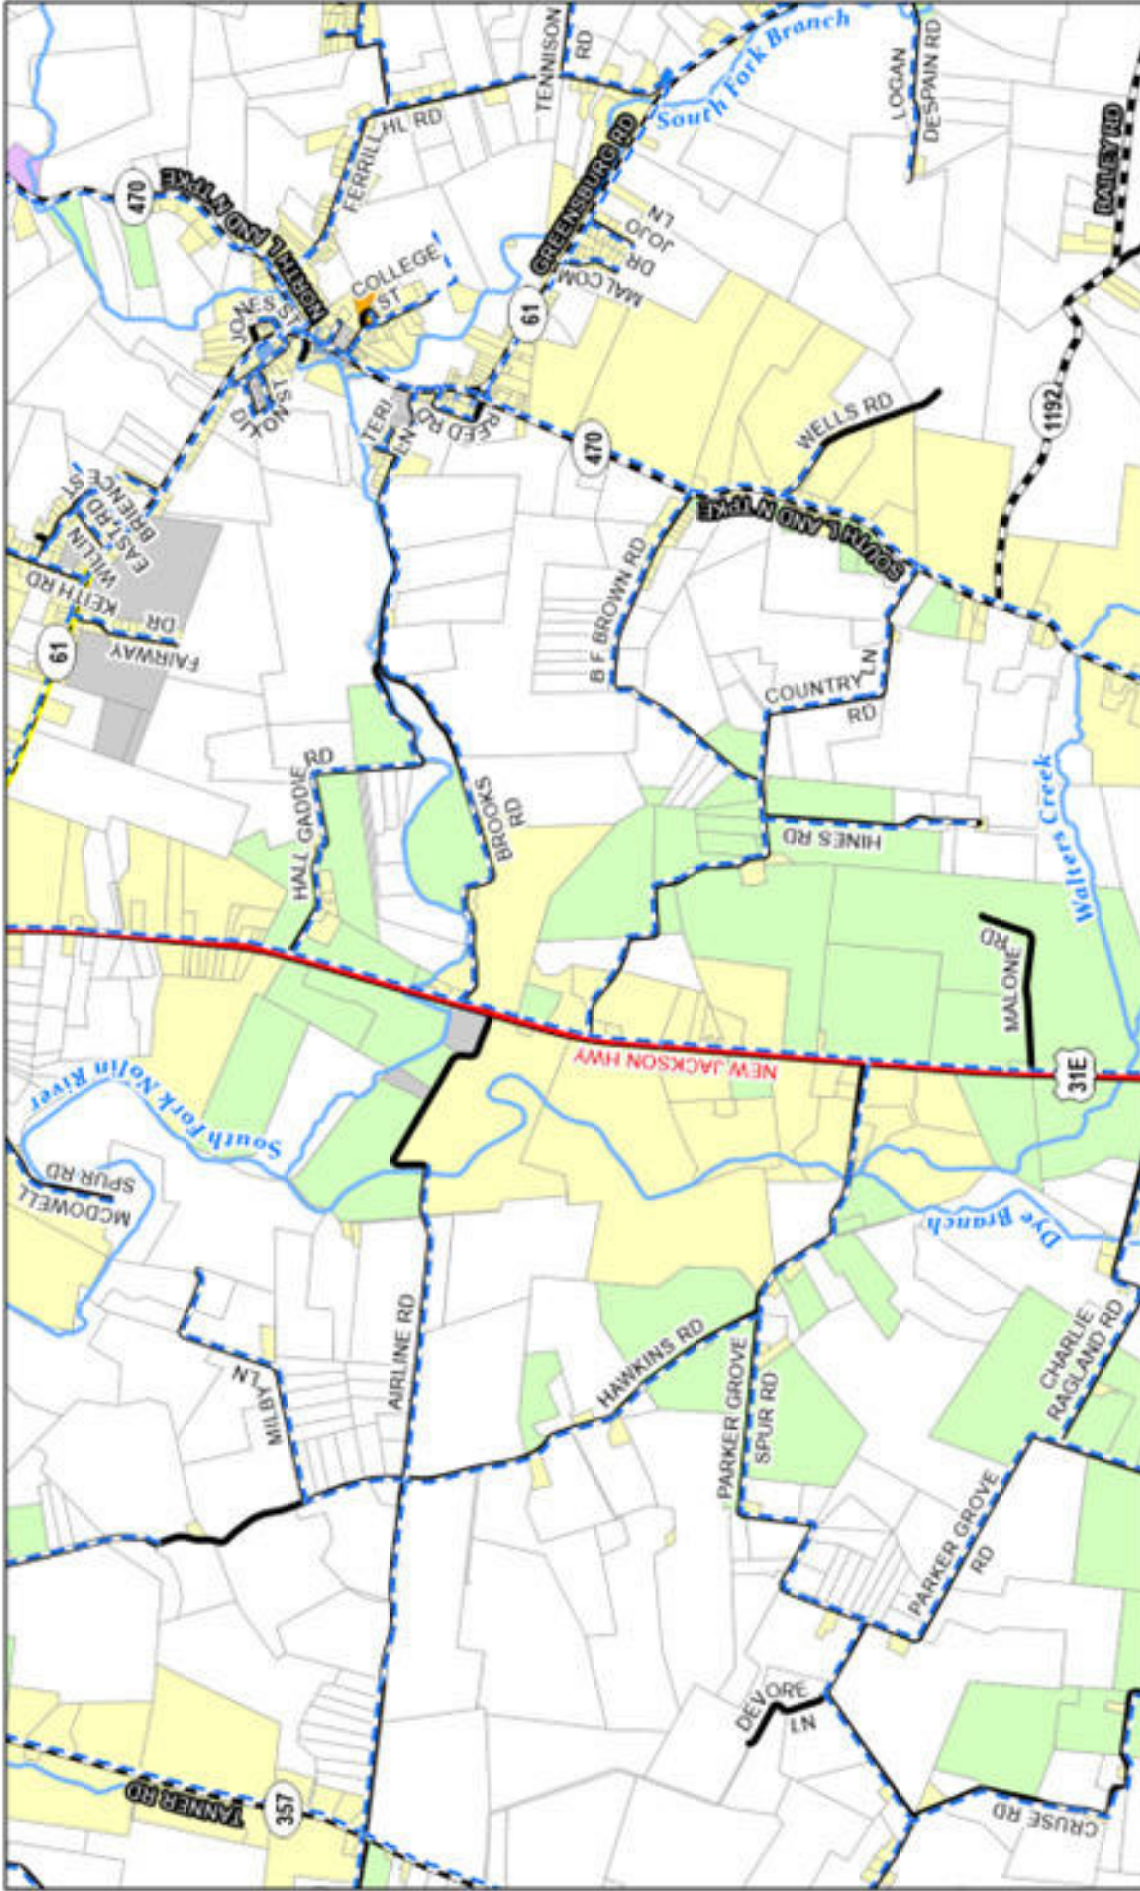 TENNISON
RD
South Fork Branch
LOGAN
DESPAIN RD
FERRILL HL RD
470
NORTH L AND N TPKE
GREENSBURG RD
BAILEY RD
JOJO
LN
MALCOM
DR
COLLEGE
ST
JONES ST
61
DILLON
ST
TERI
LN
REED RD
470
WELLS RD
1192
ST
BRIENCE
EAST RD
WILLIN
KEITH RD
SOUTH L AND N TPKE
B F BROWN RD
61
FAIRWAY
DR
COUNTRY LN
RD
HALL GADDIE RD
BROOKS
RD
HINES RD
Walters Creek
MALONE
RD
NEW JACKSON HWY
31E
South Fork Nolin River
MCDOWELL
SPUR RD
Dye Branch
MILBY LN
AIRLINE RD
HAWKINS RD
PARKER GROVE
SPUR RD
CHARLIE
RAGLAND RD
PARKER GROVE
RD
DEVORE
LN
TANNER RD
357
CRUSE RD